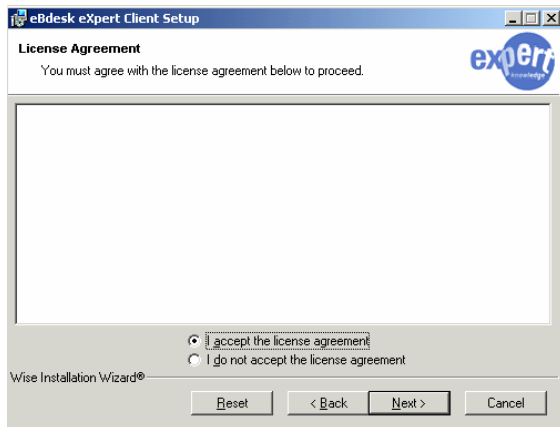 eBdesk eXpert Client Setup
License Agreement
You must agree with the license agreement below to proceed.
expert
knowledge
I accept the license agreement
I do not accept the license agreement
Wise Installation Wizard®
Reset
< Back
Next >
Cancel